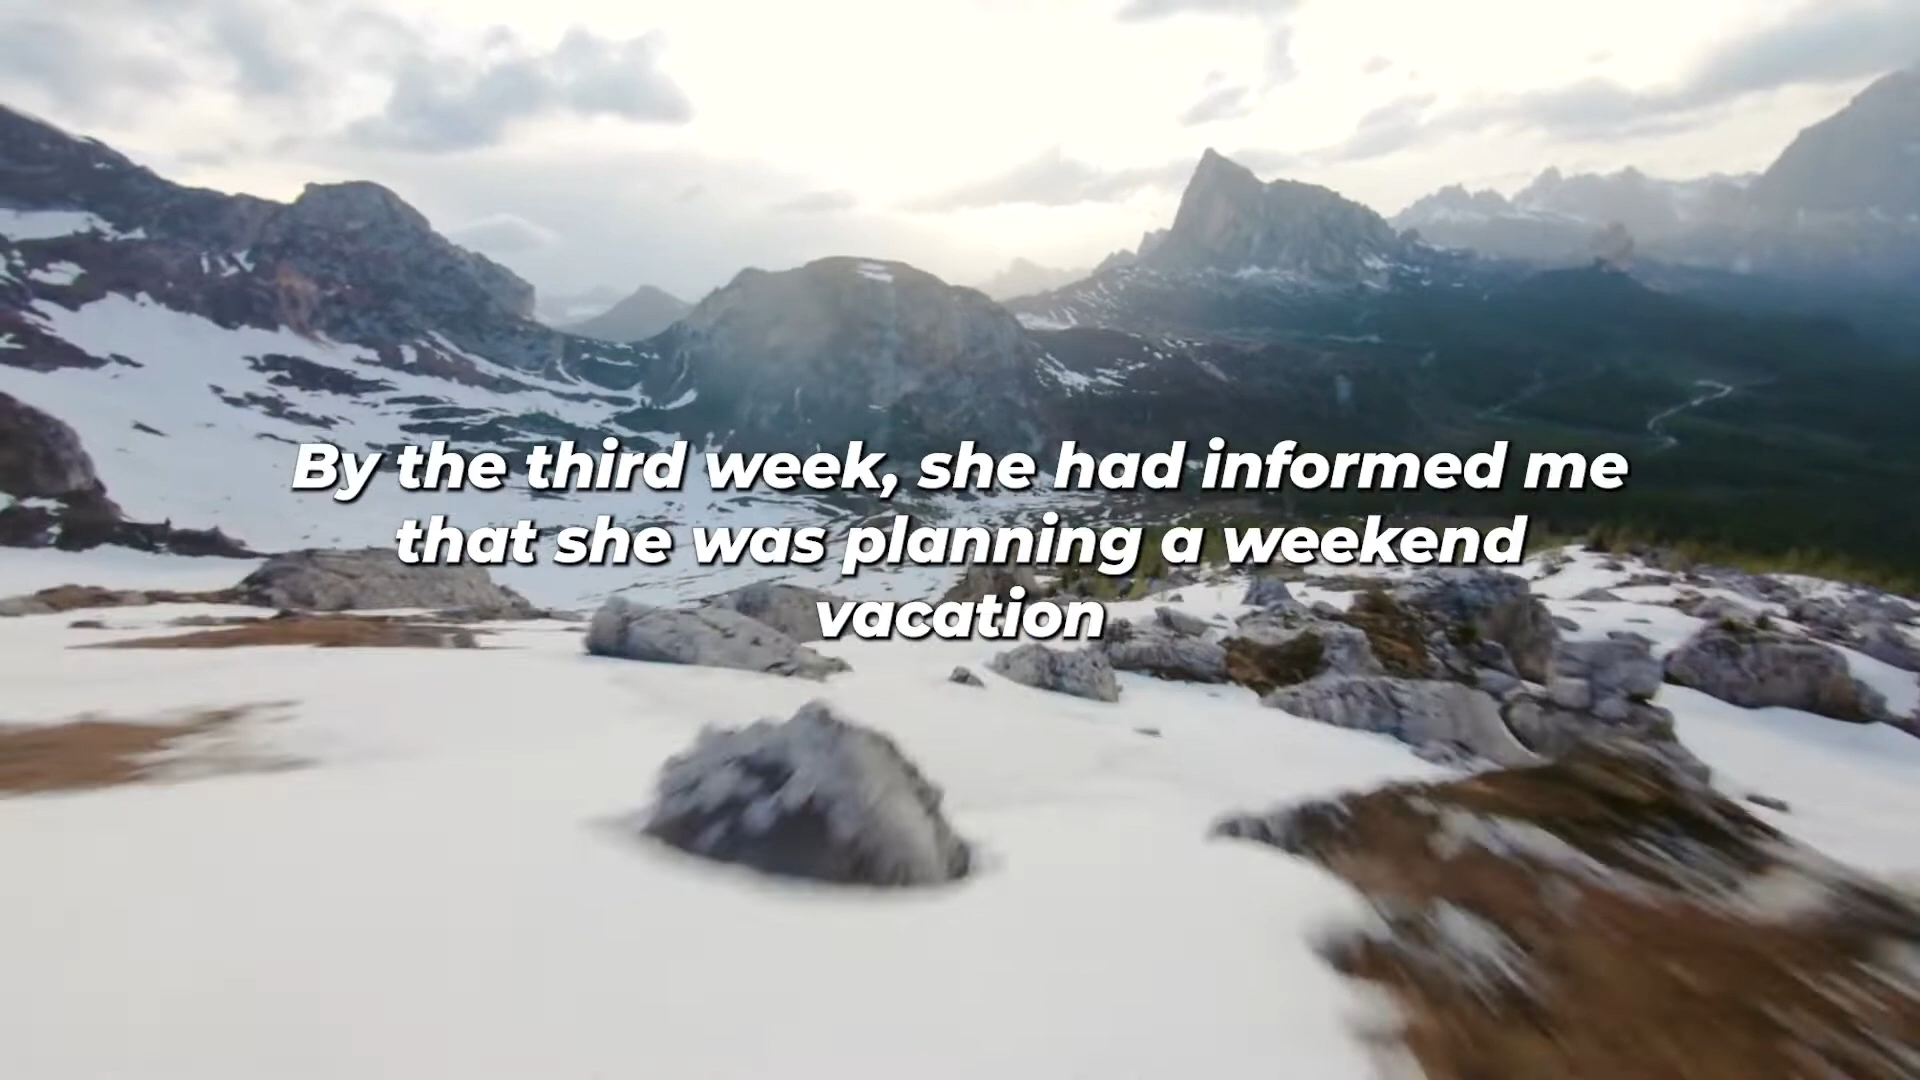 By the third week, she had informed me
that she was planning a weekend
vacation